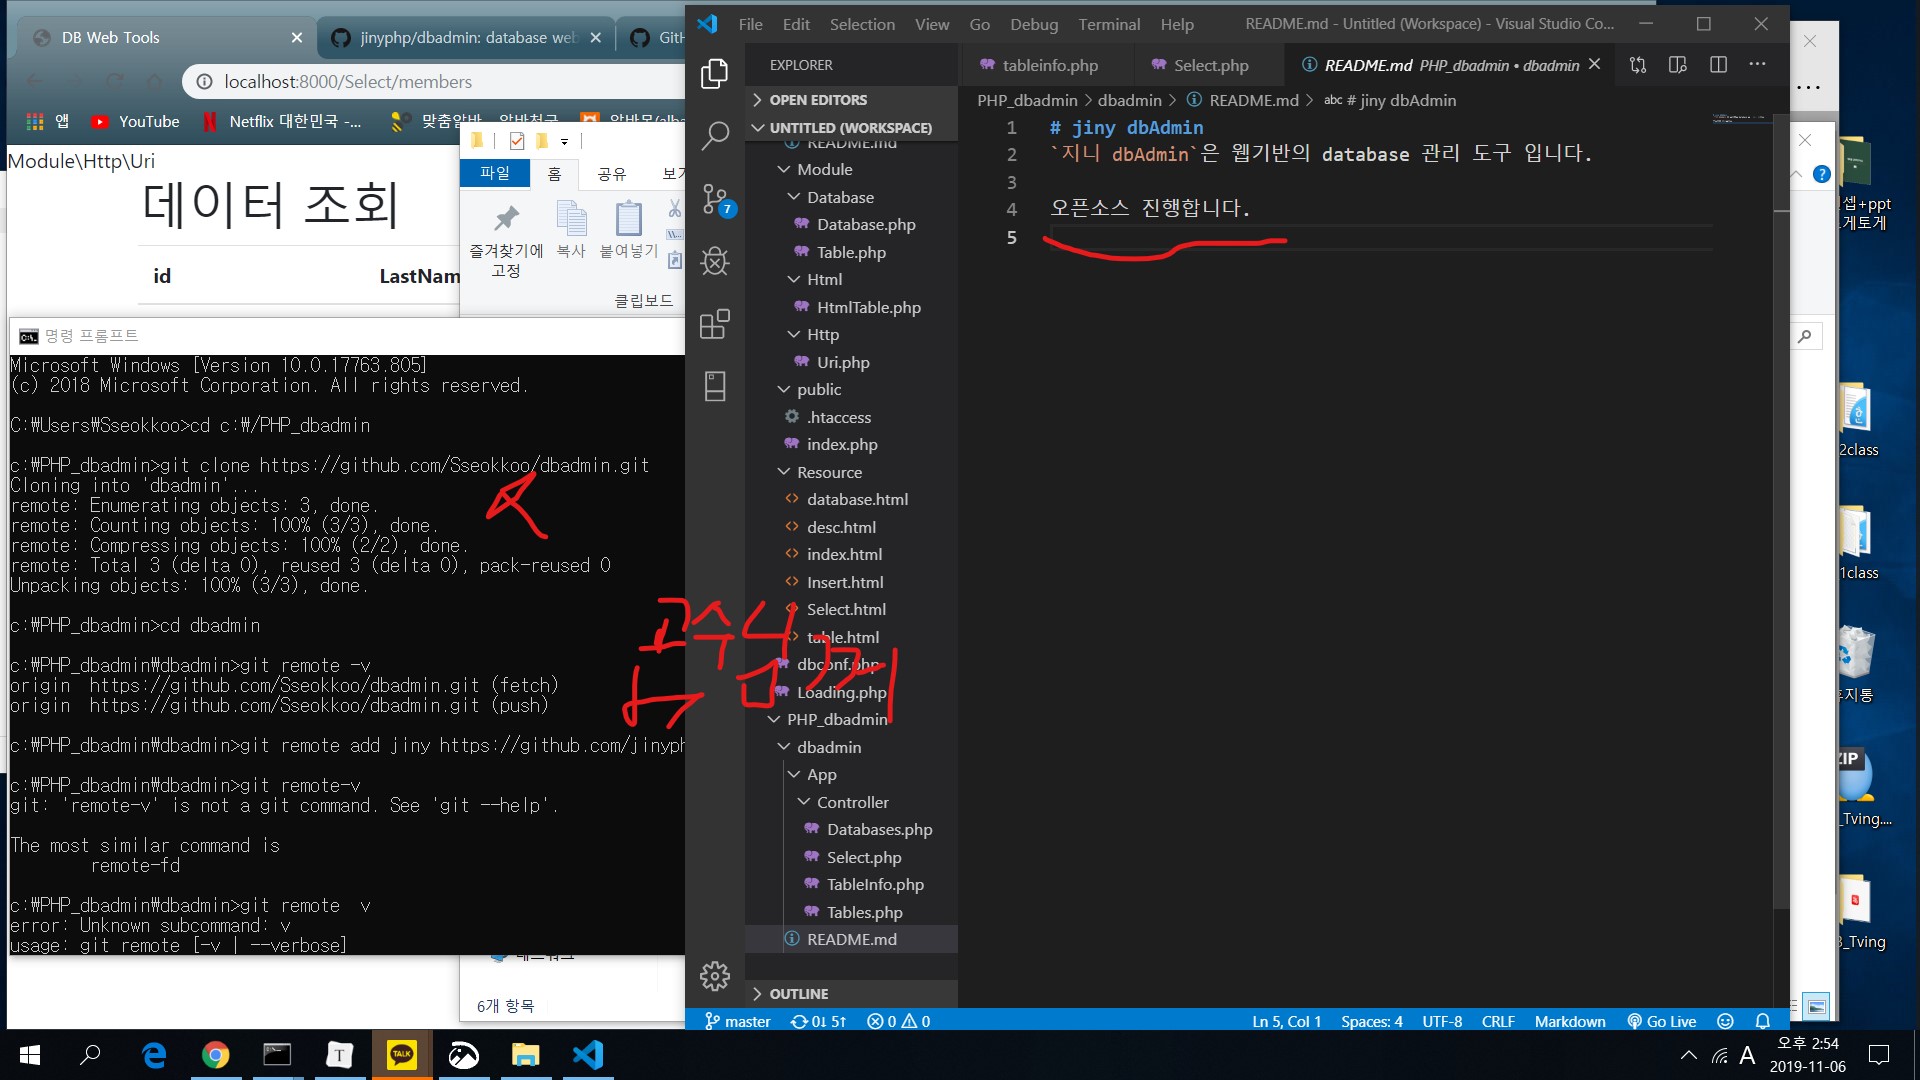 DB Web Tools
jinyphp/dbadmin: database web
GitH
localhost:8000/Select/members
앱 YouTube Netflix 대한민국 -...
Module\Http\Uri
데이터 조회
id LastNam
파일 홈 공유 보기
즐겨찾기에 고정
복사
붙여넣기
클립보드
6개 항목
명령 프롬프트
Microsoft Windows [Version 10.0.17763.805]
(c) 2018 Microsoft Corporation. All rights reserved.
C:₩Users₩Sseokkoo>cd c:₩/PHP_dbadmin
c:₩PHP_dbadmin>git clone https://github.com/Sseokkoo/dbadmin.git
Cloning into 'dbadmin'...
remote: Enumerating objects: 3, done.
remote: Counting objects: 100% (3/3), done.
remote: Compressing objects: 100% (2/2), done.
remote: Total 3 (delta 0), reused 3 (delta 0), pack-reused 0
Unpacking objects: 100% (3/3), done.
c:₩PHP_dbadmin>cd dbadmin
c:₩PHP_dbadmin₩dbadmin>git remote -v
origin  https://github.com/Sseokkoo/dbadmin.git (fetch)
origin  https://github.com/Sseokkoo/dbadmin.git (push)
c:₩PHP_dbadmin₩dbadmin>git remote add jiny https://github.com/jinyph
c:₩PHP_dbadmin₩dbadmin>git remote-v
git: 'remote-v' is not a git command. See 'git --help'.
The most similar command is
remote-fd
c:₩PHP_dbadmin₩dbadmin>git remote  v
error: Unknown subcommand: v
usage: git remote [-v | --verbose]
File Edit Selection View Go Debug Terminal Help
README.md - Untitled (Workspace) - Visual Studio Co...
EXPLORER
OPEN EDITORS
UNTITLED (WORKSPACE)
README.md
Module
Database
Database.php
Table.php
Html
HtmlTable.php
Http
Uri.php
public
.htaccess
index.php
Resource
database.html
desc.html
index.html
Insert.html
Select.html
table.html
dbconf.php
Loading.php
PHP_dbadmin
dbadmin
App
Controller
Databases.php
Select.php
TableInfo.php
Tables.php
README.md
OUTLINE
7
tableinfo.php
Select.php
README.md PHP_dbadmin • dbadmin
PHP_dbadmin > dbadmin > README.md > abc # jiny dbAdmin
1 # jiny dbAdmin
2 `지니 dbAdmin`은 웹기반의 database 관리 도구 입니다.
3
4 오픈소스 진행합니다.
5
master 0↓ 5↑ 0 0
Ln 5, Col 1 Spaces: 4 UTF-8 CRLF Markdown Go Live
셉+ppt
게토게
2class
1class
휴지통
ZIP
_Tving....
3_Tving
T
TALK
A
오후 2:54
2019-11-06